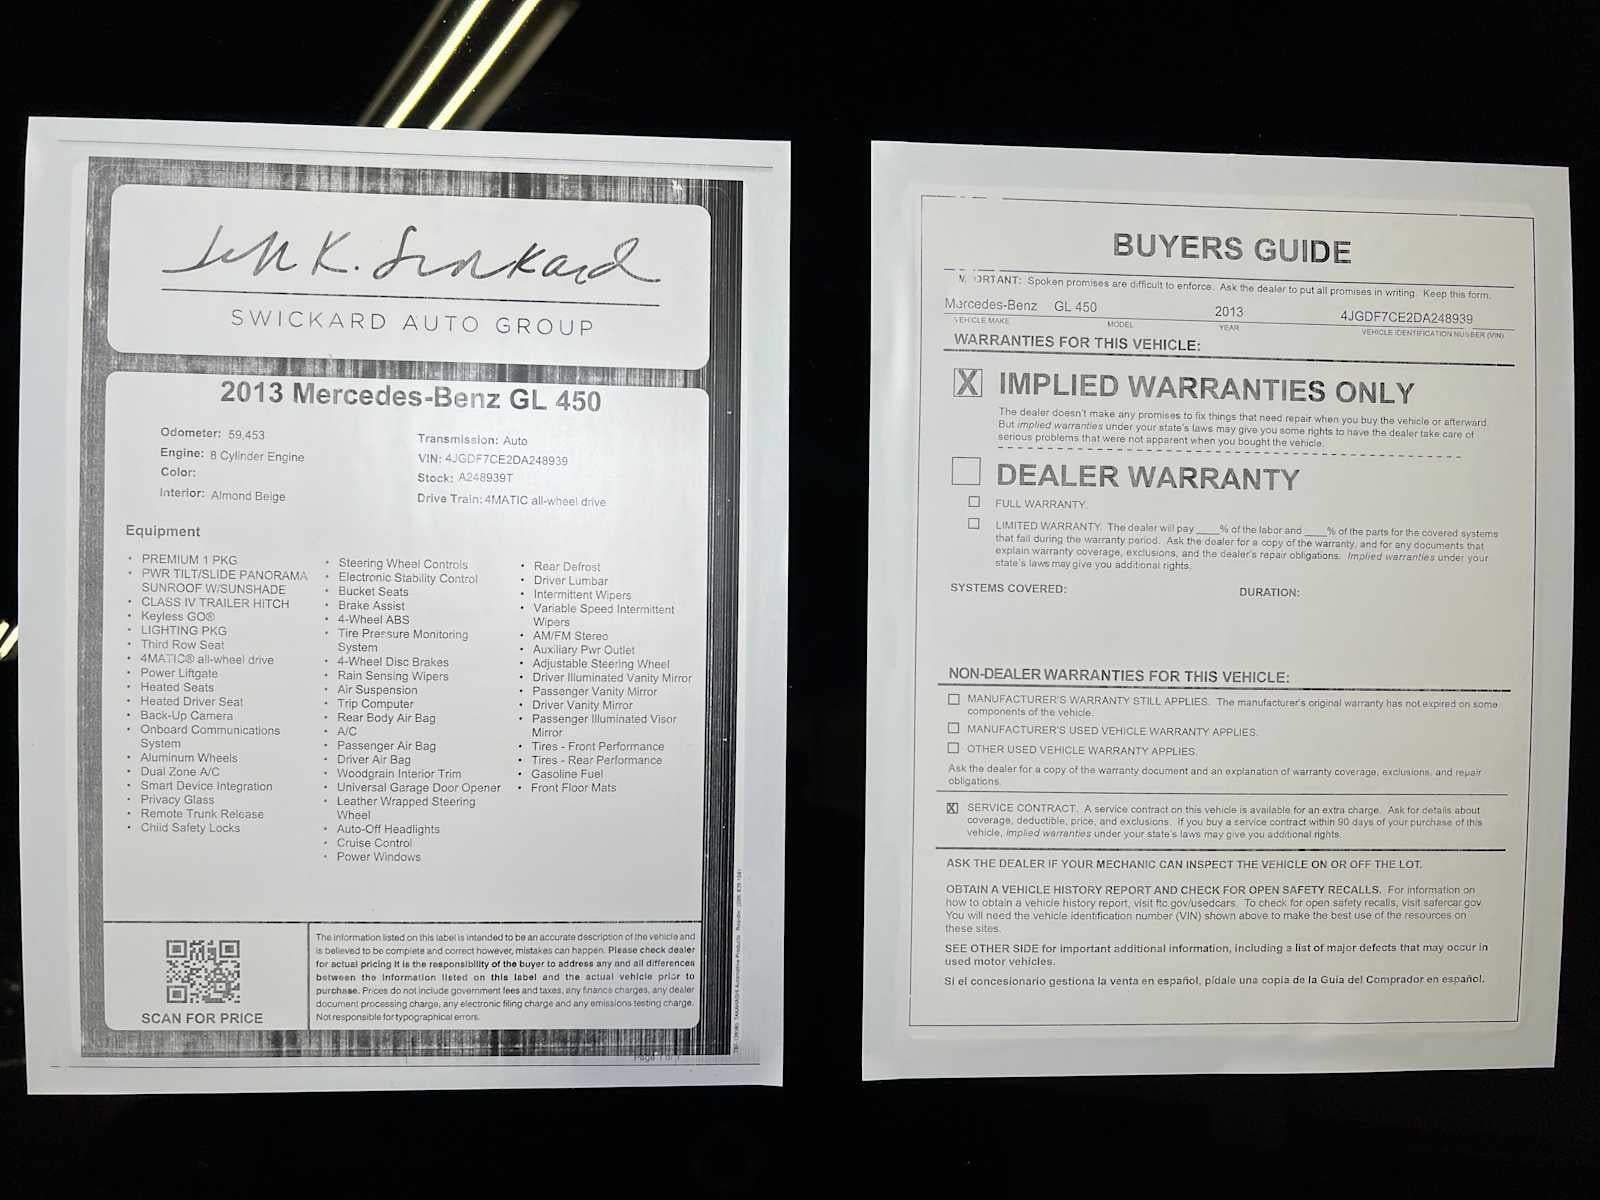 Jeff K. Swickard
SWICKARD AUTO GROUP
2013 Mercedes-Benz GL 450
Odometer: 59,453
Engine: 8 Cylinder Engine
Color:
Interior: Almond Beige
Transmission: Auto
VIN: 4JGDF7CE2DA248939
Stock: A248939T
Drive Train: 4MATIC all-wheel drive
Equipment
• PREMIUM 1 PKG
• PWR TILT/SLIDE PANORAMA
SUNROOF W/SUNSHADE
• CLASS IV TRAILER HITCH
• Keyless GO®
• LIGHTING PKG
• Third Row Seat
• 4MATIC® all-wheel drive
• Power Liftgate
• Heated Seats
• Heated Driver Seat
• Back-Up Camera
• Onboard Communications
System
• Aluminum Wheels
• Dual Zone A/C
• Smart Device Integration
• Privacy Glass
• Remote Trunk Release
• Child Safety Locks
• Steering Wheel Controls
• Electronic Stability Control
• Bucket Seats
• Brake Assist
• 4-Wheel ABS
• Tire Pressure Monitoring
System
• 4-Wheel Disc Brakes
• Rain Sensing Wipers
• Air Suspension
• Trip Computer
• Rear Body Air Bag
• A/C
• Passenger Air Bag
• Driver Air Bag
• Woodgrain Interior Trim
• Universal Garage Door Opener
• Leather Wrapped Steering
Wheel
• Auto-Off Headlights
• Cruise Control
• Power Windows
• Rear Defrost
• Driver Lumbar
• Intermittent Wipers
• Variable Speed Intermittent
Wipers
• AM/FM Stereo
• Auxiliary Pwr Outlet
• Adjustable Steering Wheel
• Driver Illuminated Vanity Mirror
• Passenger Vanity Mirror
• Driver Vanity Mirror
• Passenger Illuminated Visor
Mirror
• Tires - Front Performance
• Tires - Rear Performance
• Gasoline Fuel
• Front Floor Mats
SCAN FOR PRICE
The information listed on this label is intended to be an accurate description of the vehicle and
is believed to be complete and correct however, mistakes can happen. Please check dealer
for actual pricing It is the responsibility of the buyer to address any and all differences
between the information listed on this label and the actual vehicle prior to
purchase. Prices do not include government fees and taxes, any finance charges, any dealer
document processing charge, any electronic filing charge and any emissions testing charge.
Not responsible for typographical errors.
Page 1 of 1
BUYERS GUIDE
IMPORTANT: Spoken promises are difficult to enforce. Ask the dealer to put all promises in writing. Keep this form.
Mercedes-Benz GL 450 2013 4JGDF7CE2DA248939
VEHICLE MAKE MODEL YEAR VEHICLE IDENTIFICATION NUMBER (VIN)
WARRANTIES FOR THIS VEHICLE:
X IMPLIED WARRANTIES ONLY
The dealer doesn't make any promises to fix things that need repair when you buy the vehicle or afterward.
But implied warranties under your state's laws may give you some rights to have the dealer take care of
serious problems that were not apparent when you bought the vehicle.
DEALER WARRANTY
FULL WARRANTY.
LIMITED WARRANTY. The dealer will pay ____% of the labor and ____% of the parts for the covered systems
that fail during the warranty period. Ask the dealer for a copy of the warranty, and for any documents that
explain warranty coverage, exclusions, and the dealer's repair obligations. Implied warranties under your
state's laws may give you additional rights.
SYSTEMS COVERED: DURATION:
NON-DEALER WARRANTIES FOR THIS VEHICLE:
MANUFACTURER'S WARRANTY STILL APPLIES. The manufacturer's original warranty has not expired on some
components of the vehicle.
MANUFACTURER'S USED VEHICLE WARRANTY APPLIES.
OTHER USED VEHICLE WARRANTY APPLIES.
Ask the dealer for a copy of the warranty document and an explanation of warranty coverage, exclusions, and repair
obligations.
X SERVICE CONTRACT. A service contract on this vehicle is available for an extra charge. Ask for details about
coverage, deductible, price, and exclusions. If you buy a service contract within 90 days of your purchase of this
vehicle, implied warranties under your state's laws may give you additional rights.
ASK THE DEALER IF YOUR MECHANIC CAN INSPECT THE VEHICLE ON OR OFF THE LOT.
OBTAIN A VEHICLE HISTORY REPORT AND CHECK FOR OPEN SAFETY RECALLS. For information on
how to obtain a vehicle history report, visit ftc.gov/usedcars. To check for open safety recalls, visit safercar.gov.
You will need the vehicle identification number (VIN) shown above to make the best use of the resources on
these sites.
SEE OTHER SIDE for important additional information, including a list of major defects that may occur in
used motor vehicles.
Si el concesionario gestiona la venta en español, pídale una copia de la Guía del Comprador en español.